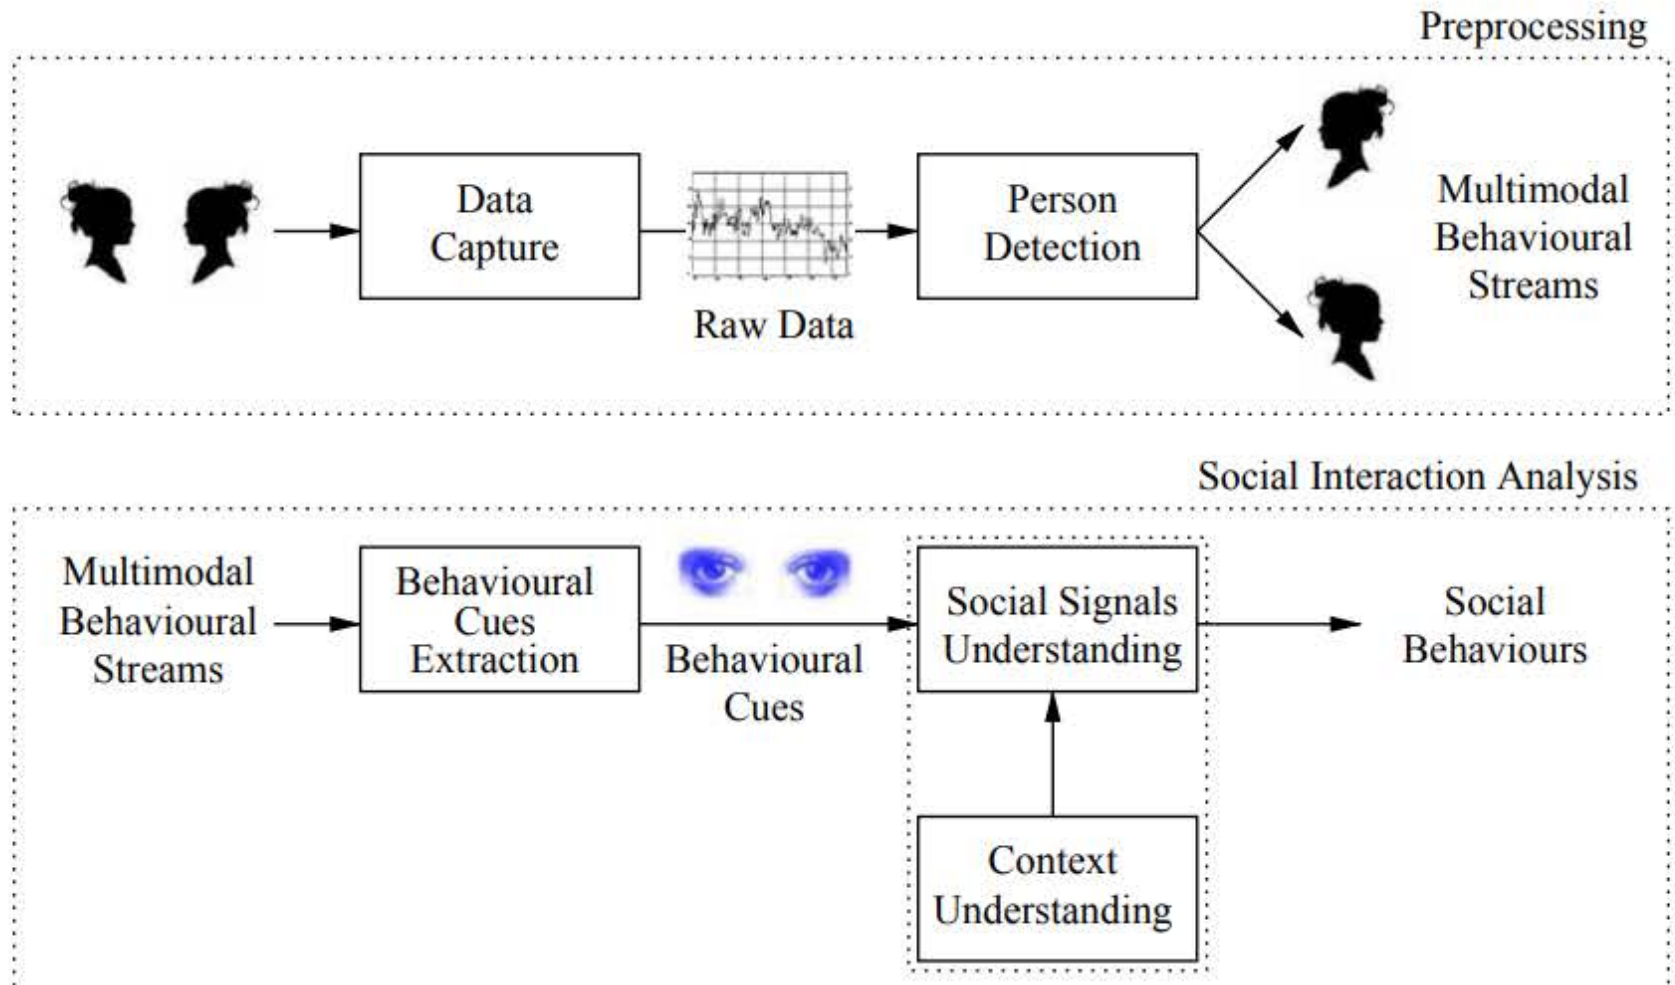 Preprocessing
Data
Capture
Raw Data
Person
Detection
Multimodal
Behavioural
Streams
Social Interaction Analysis
Multimodal
Behavioural
Streams
Behavioural
Cues
Extraction
Behavioural
Cues
Social Signals
Understanding
Social
Behaviours
Context
Understanding